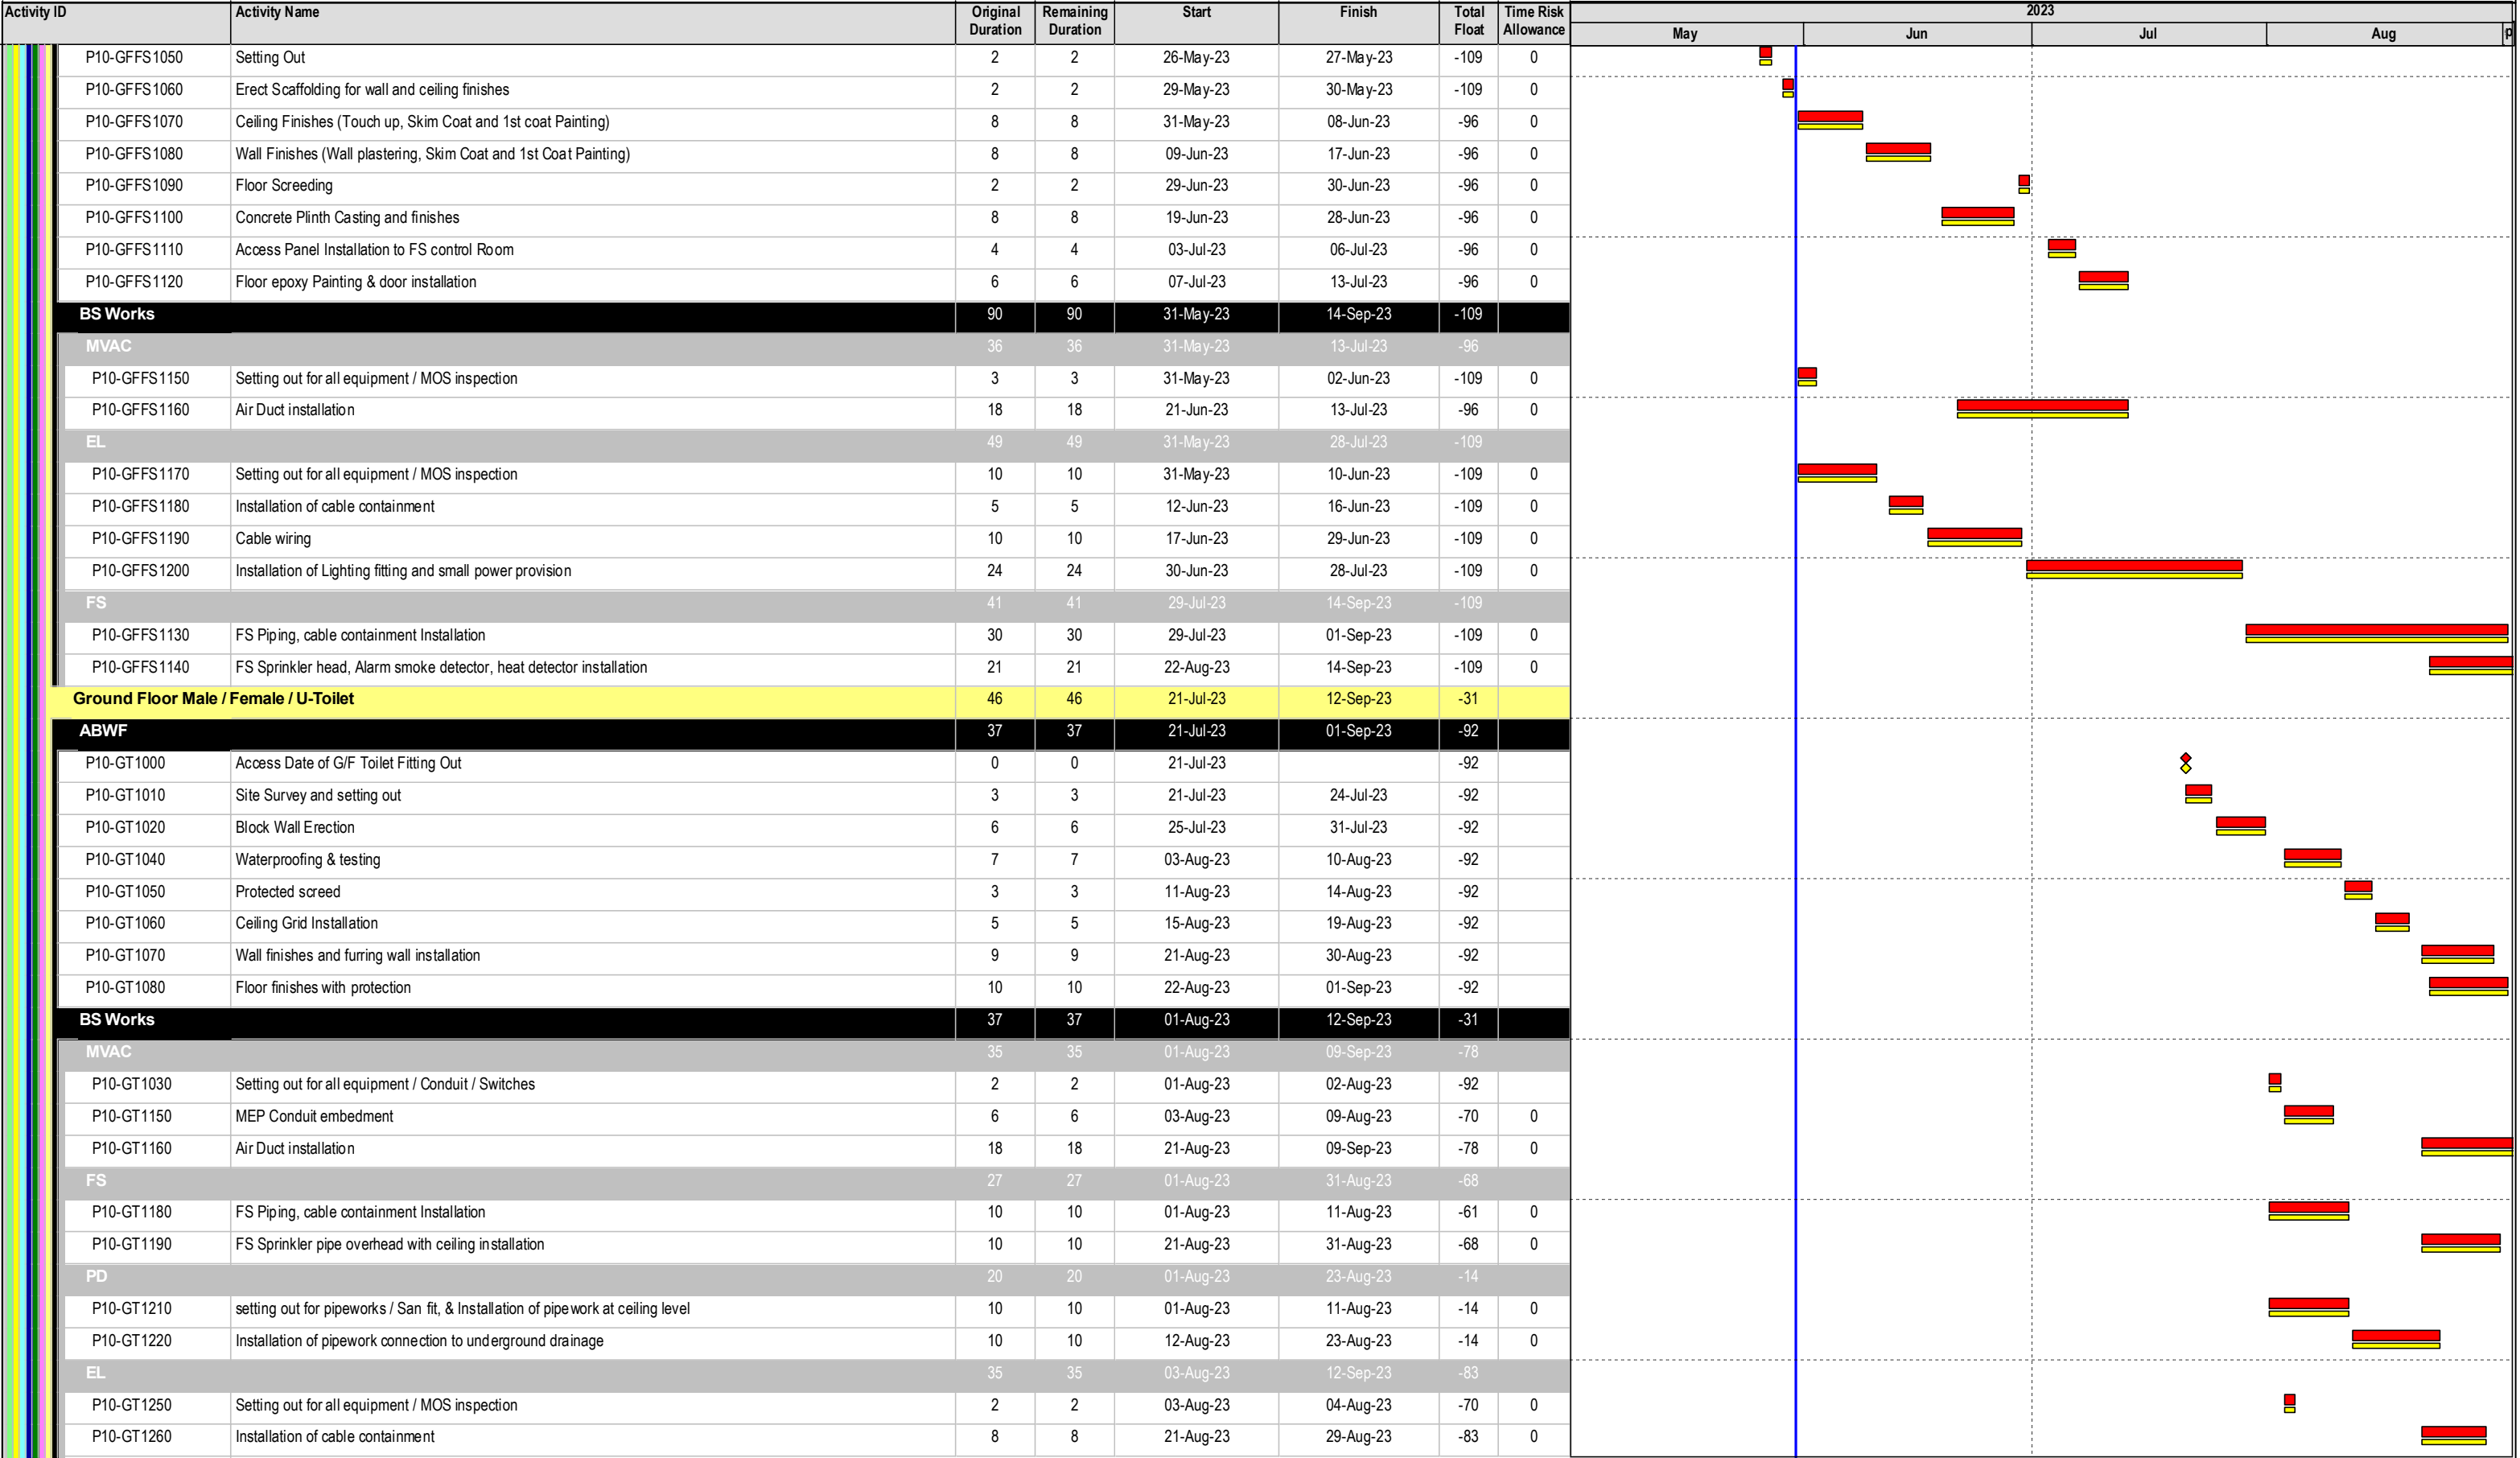 Activity ID Activity Name Original Duration Remaining Duration Start Finish Total Float Time Risk Allowance 2023
May Jun Jul Aug
P10-GFFS1050 Setting Out 2 2 26-May-23 27-May-23 -109 0
P10-GFFS1060 Erect Scaffolding for wall and ceiling finishes 2 2 29-May-23 30-May-23 -109 0
P10-GFFS1070 Ceiling Finishes (Touch up, Skim Coat and 1st coat Painting) 8 8 31-May-23 08-Jun-23 -96 0
P10-GFFS1080 Wall Finishes (Wall plastering, Skim Coat and 1st Coat Painting) 8 8 09-Jun-23 17-Jun-23 -96 0
P10-GFFS1090 Floor Screeding 2 2 29-Jun-23 30-Jun-23 -96 0
P10-GFFS1100 Concrete Plinth Casting and finishes 8 8 19-Jun-23 28-Jun-23 -96 0
P10-GFFS1110 Access Panel Installation to FS control Room 4 4 03-Jul-23 06-Jul-23 -96 0
P10-GFFS1120 Floor epoxy Painting & door installation 6 6 07-Jul-23 13-Jul-23 -96 0
BS Works 90 90 31-May-23 14-Sep-23 -109
MVAC 36 36 31-May-23 13-Jul-23 -96
P10-GFFS1150 Setting out for all equipment / MOS inspection 3 3 31-May-23 02-Jun-23 -109 0
P10-GFFS1160 Air Duct installation 18 18 21-Jun-23 13-Jul-23 -96 0
EL 49 49 31-May-23 28-Jul-23 -109
P10-GFFS1170 Setting out for all equipment / MOS inspection 10 10 31-May-23 10-Jun-23 -109 0
P10-GFFS1180 Installation of cable containment 5 5 12-Jun-23 16-Jun-23 -109 0
P10-GFFS1190 Cable wiring 10 10 17-Jun-23 29-Jun-23 -109 0
P10-GFFS1200 Installation of Lighting fitting and small power provision 24 24 30-Jun-23 28-Jul-23 -109 0
FS 41 41 29-Jul-23 14-Sep-23 -109
P10-GFFS1130 FS Piping, cable containment Installation 30 30 29-Jul-23 01-Sep-23 -109 0
P10-GFFS1140 FS Sprinkler head, Alarm smoke detector, heat detector installation 21 21 22-Aug-23 14-Sep-23 -109 0
Ground Floor Male / Female / U-Toilet 46 46 21-Jul-23 12-Sep-23 -31
ABWF 37 37 21-Jul-23 01-Sep-23 -92
P10-GT1000 Access Date of G/F Toilet Fitting Out 0 0 21-Jul-23 -92
P10-GT1010 Site Survey and setting out 3 3 21-Jul-23 24-Jul-23 -92
P10-GT1020 Block Wall Erection 6 6 25-Jul-23 31-Jul-23 -92
P10-GT1040 Waterproofing & testing 7 7 03-Aug-23 10-Aug-23 -92
P10-GT1050 Protected screed 3 3 11-Aug-23 14-Aug-23 -92
P10-GT1060 Ceiling Grid Installation 5 5 15-Aug-23 19-Aug-23 -92
P10-GT1070 Wall finishes and furring wall installation 9 9 21-Aug-23 30-Aug-23 -92
P10-GT1080 Floor finishes with protection 10 10 22-Aug-23 01-Sep-23 -92
BS Works 37 37 01-Aug-23 12-Sep-23 -31
MVAC 35 35 01-Aug-23 09-Sep-23 -78
P10-GT1030 Setting out for all equipment / Conduit / Switches 2 2 01-Aug-23 02-Aug-23 -92
P10-GT1150 MEP Conduit embedment 6 6 03-Aug-23 09-Aug-23 -70 0
P10-GT1160 Air Duct installation 18 18 21-Aug-23 09-Sep-23 -78 0
FS 27 27 01-Aug-23 31-Aug-23 -68
P10-GT1180 FS Piping, cable containment Installation 10 10 01-Aug-23 11-Aug-23 -61 0
P10-GT1190 FS Sprinkler pipe overhead with ceiling installation 10 10 21-Aug-23 31-Aug-23 -68 0
PD 20 20 01-Aug-23 23-Aug-23 -14
P10-GT1210 setting out for pipeworks / San fit, & Installation of pipework at ceiling level 10 10 01-Aug-23 11-Aug-23 -14 0
P10-GT1220 Installation of pipework connection to underground drainage 10 10 12-Aug-23 23-Aug-23 -14 0
EL 35 35 03-Aug-23 12-Sep-23 -83
P10-GT1250 Setting out for all equipment / MOS inspection 2 2 03-Aug-23 04-Aug-23 -70 0
P10-GT1260 Installation of cable containment 8 8 21-Aug-23 29-Aug-23 -83 0